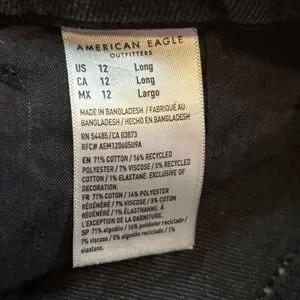 AMERICAN EAGLE
OUTFITTERS
US 12 Long
CA 12 Long
MX 12 Largo
MADE IN BANGLADESH / FABRIQUÉ AU
BANGLADESH / HECHO EN BANGLADESH
RN 54485/CA 03873
RFC# AEM120605U9A
EN 71% COTTON / 16% RECYCLED
POLYESTER / 7% VISCOSE / 5% RECYCLED
COTTON / 1% ELASTANE. EXCLUSIVE OF
DECORATION.
FR 71% COTON / 16% POLYESTER
RÉGÉNÉRÉ / 7% VISCOSE / 5% COTON
RÉGÉNÉRÉ / 1% ÉLASTHANNE. À
L'EXCEPTION DE LA GARNITURE.
SP 71% algodón / 16% poliéster reciclado /
7% viscosa / 5% algodón reciclado / 1%
elastano.